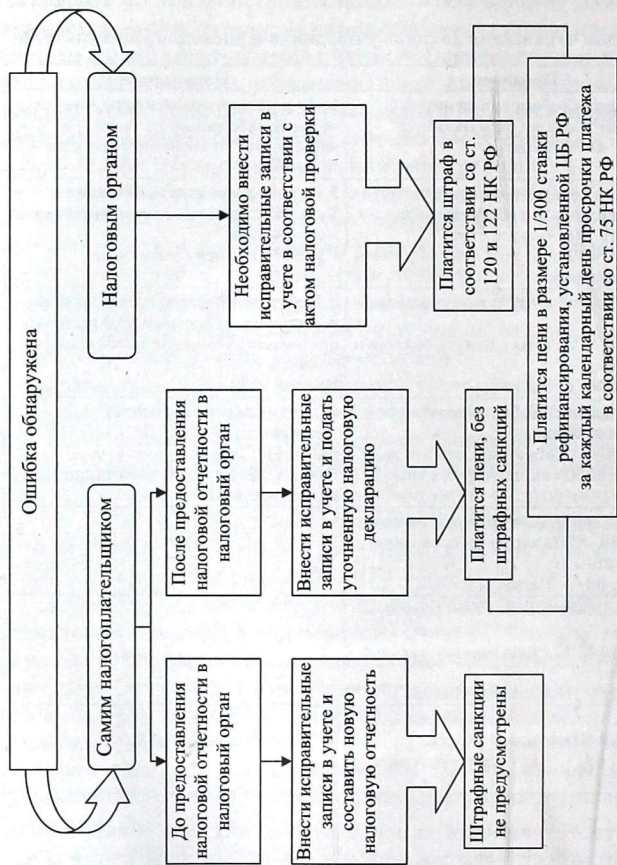 Ошибка обнаружена
Самим налогоплательщиком
Налоговым органом
До предоставления
налоговой отчетности в
налоговый орган
После предоставления
налоговой отчетности в
налоговый орган
Необходимо внести
исправительные записи в
учете в соответствии с
актом налоговой проверки
Внести исправительные
записи в учете и
составить новую
налоговую отчетность
Внести исправительные
записи в учете и подать
уточненную налоговую
декларацию
Платится штраф в
соответствии со ст.
120 и 122 НК РФ
Штрафные санкции
не предусморены
Платится пени, без
штрафных санкций
Платится пени в размере 1/300 ставки
рефинансирования, установленной ЦБ РФ
за каждый календарный день просрочки платежа
в соответствии со ст. 75 НК РФ